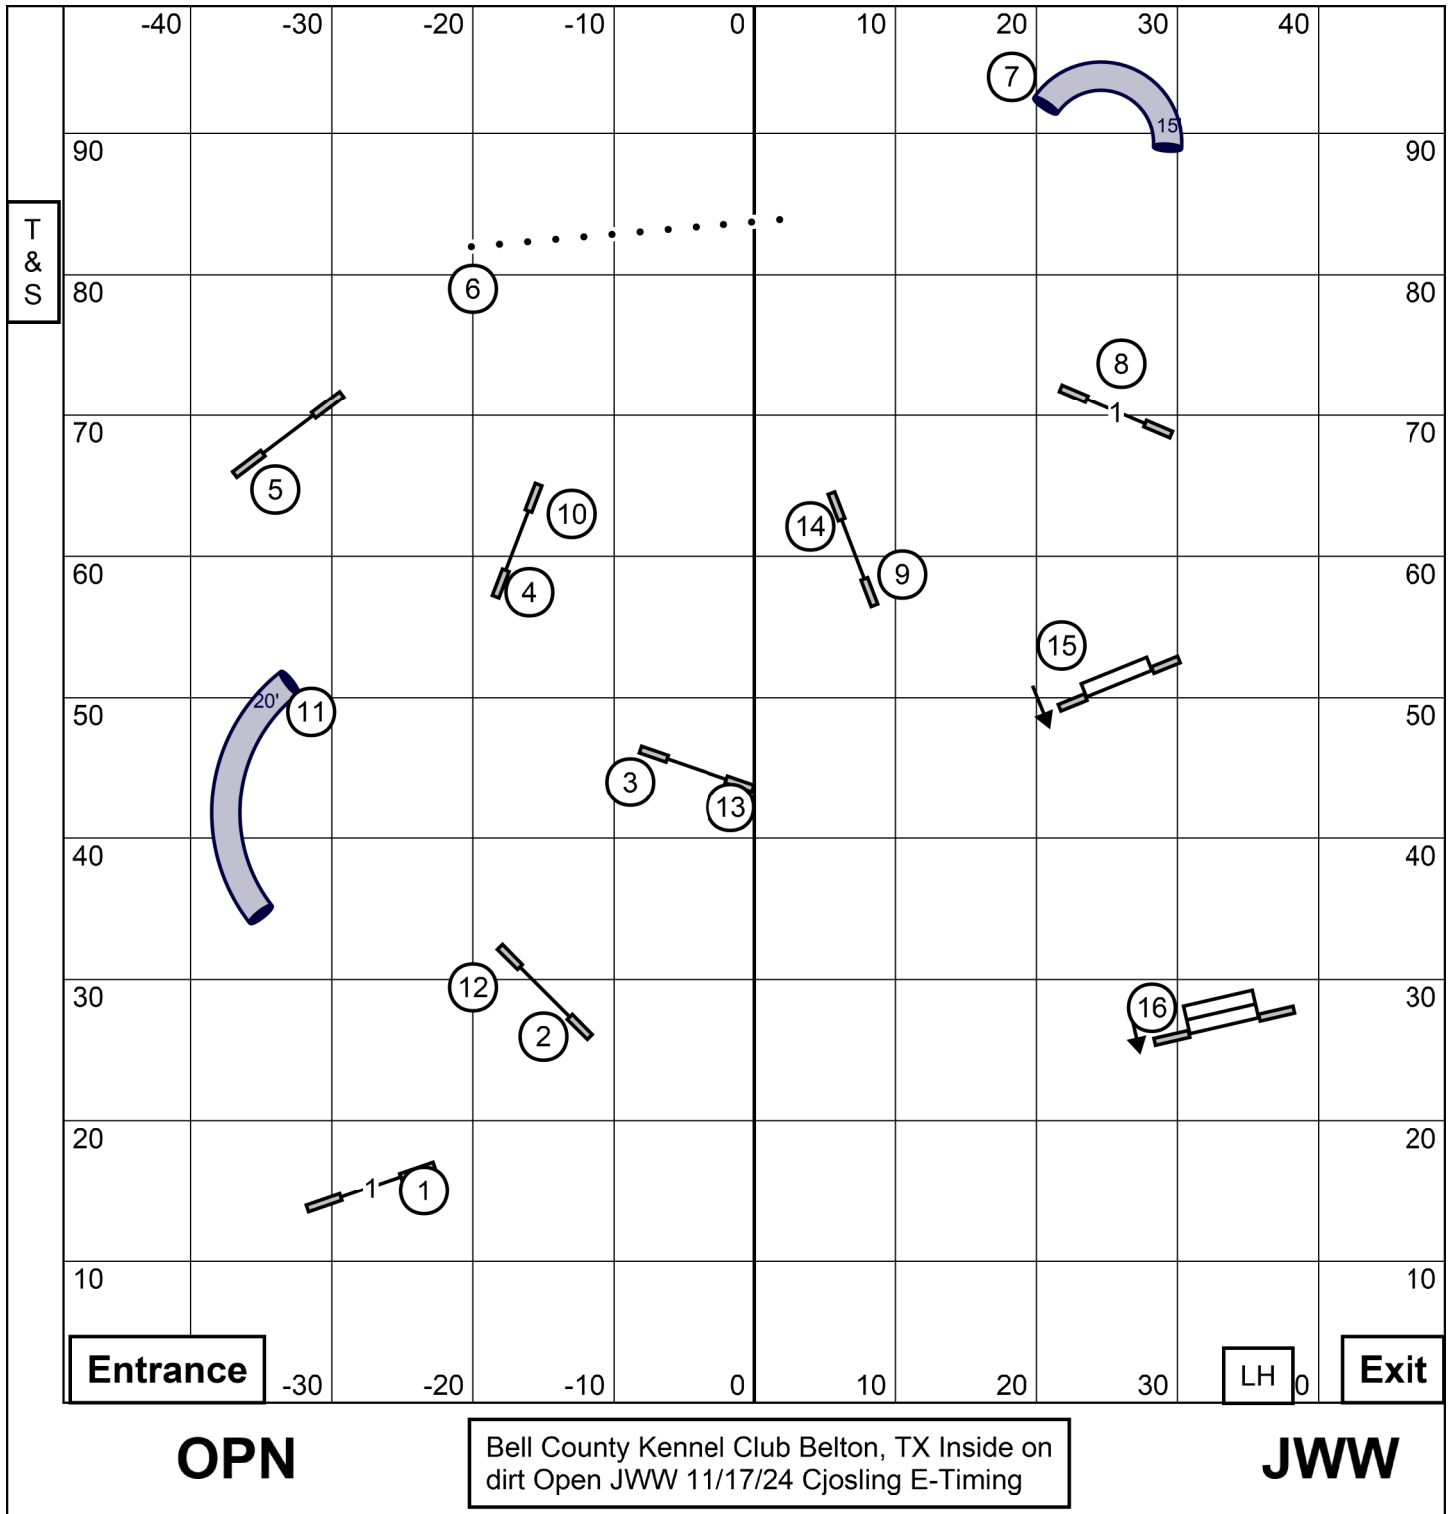 -40 -30 -20 -10 0 10 20 30 40
7
15'
90 90
T
&
S
80 80
6
8
1
70 70
5
10
14
4
9
60 60
15
20'
11
50 50
3
13
40 40
12
2
16
30 30
20 20
1 1
10 10
Entrance
LH
Exit
-30 -20 -10 0 10 20 30 0
OPN
JWW
Bell County Kennel Club Belton, TX Inside on
dirt Open JWW 11/17/24 Cjosling E-Timing